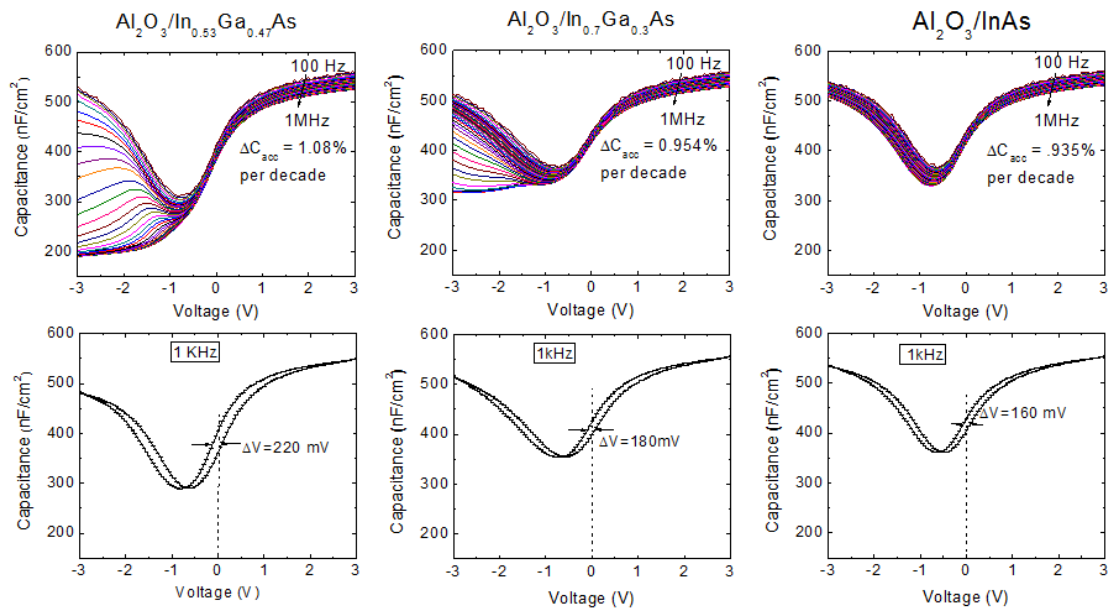 Al₂O₃/In₀.₅₃Ga₀.₄₇As
600
500
400
300
200
Capacitance (nF/cm²)
100 Hz
1MHz
ΔC_acc = 1.08%
per decade
-3 -2 -1 0 1 2 3
Voltage (V)
Al₂O₃/In₀.₇Ga₀.₃As
600
500
400
300
200
Capacitance (nF/cm²)
100 Hz
1MHz
ΔC_acc = 0.954%
per decade
-3 -2 -1 0 1 2 3
Voltage (V)
Al₂O₃/InAs
600
500
400
300
200
Capacitance (nF/cm²)
100 Hz
1MHz
ΔC_acc = .935%
per decade
-3 -2 -1 0 1 2 3
Voltage (V)
600
500
400
300
200
Capacitance (nF/cm²)
1 KHz
ΔV=220 mV
-3 -2 -1 0 1 2 3
Voltage (V)
600
500
400
300
200
Capacitance (nF/cm²)
1kHz
ΔV=180mV
-3 -2 -1 0 1 2 3
Voltage (V)
600
500
400
300
200
Capacitance (nF/cm²)
1kHz
ΔV=160 mV
-3 -2 -1 0 1 2 3
Voltage (V)